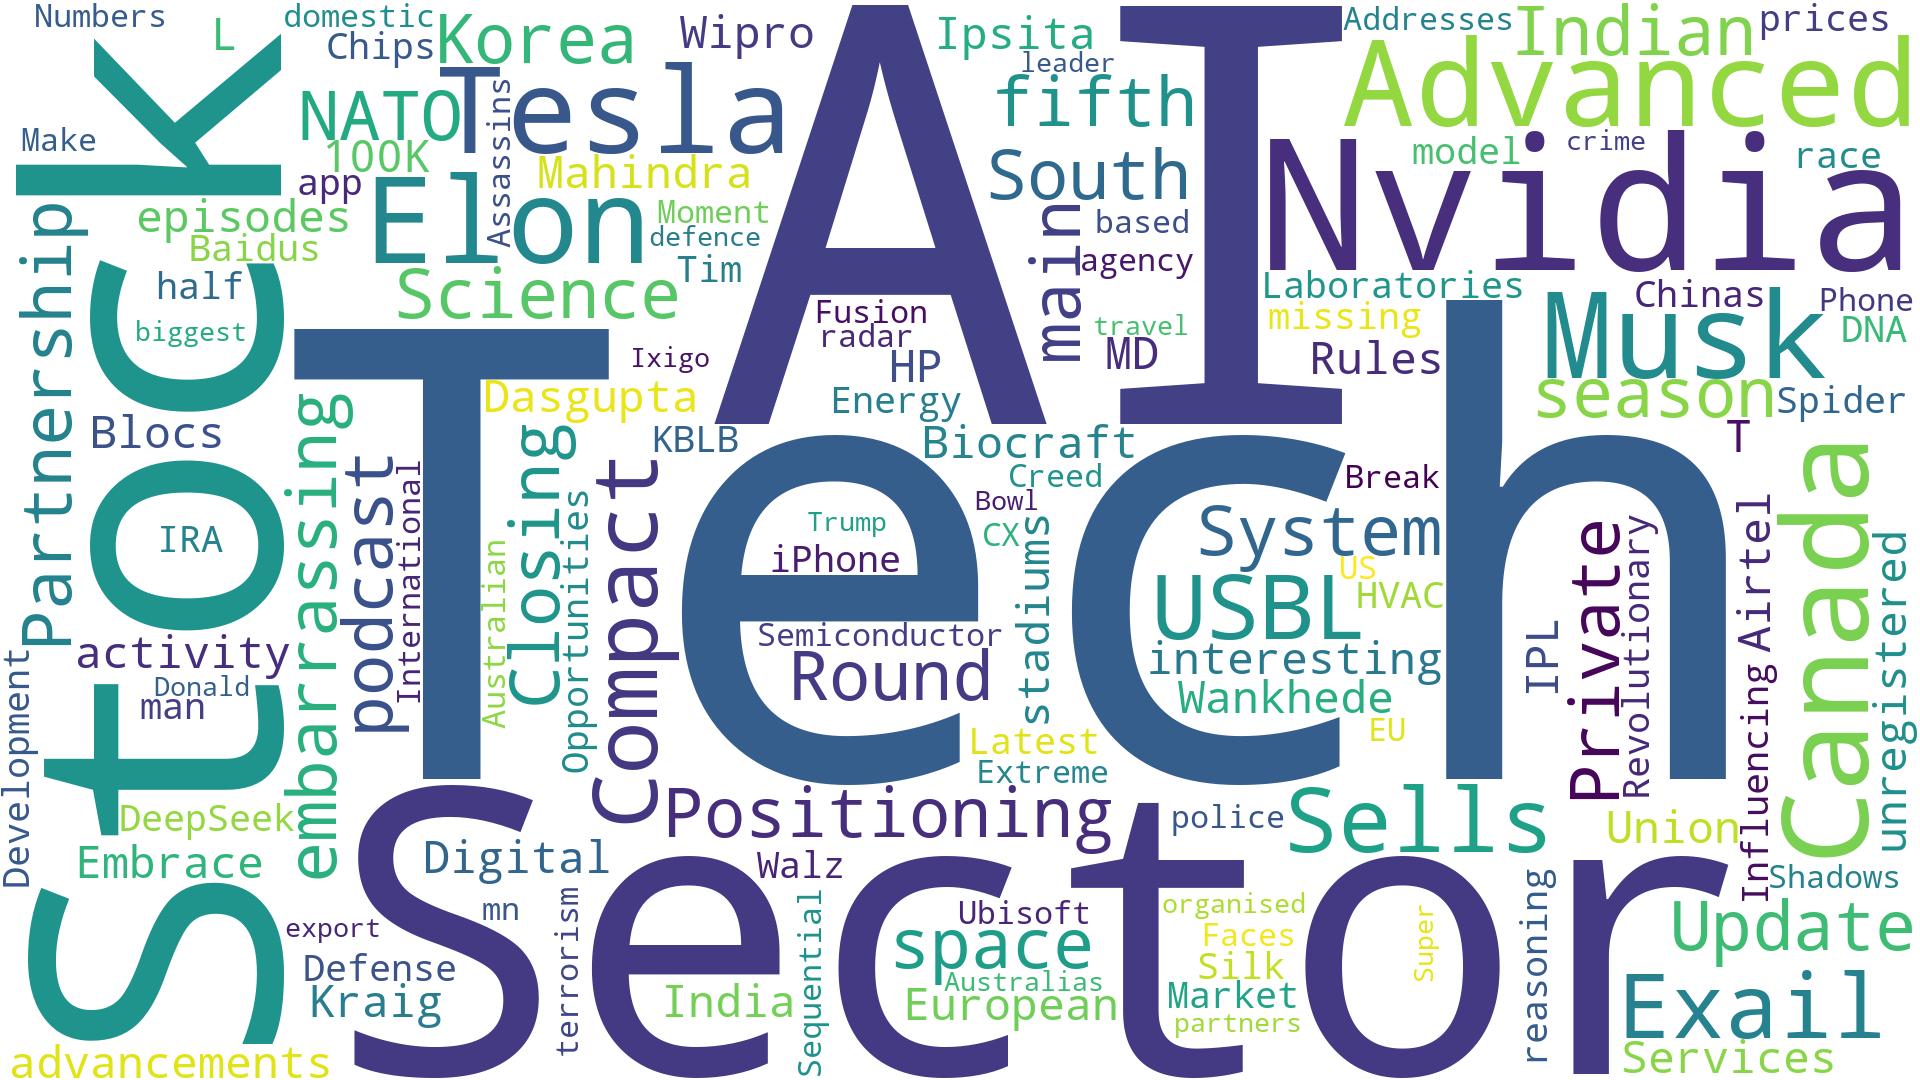 Numbers
L
domestic
Chips
Korea
Wipro
AI
Ipsita
leader
Addresses
Indian
prices
Advanced
fifth
Tesla
NATO
Assassins
Make
100K
Mahindra
South
Nvidia
model
crime
race
Stock
app
Elon
episodes
Baidus
Moment
defence
Tim
main
based
agency
Partnership
half
biggest
Science
Fusion
radar
HP
travel
MD
Laboratories
missing
Rules
Chinas
Musk
Phone
DNA
Tech
Ixigo
Dasgupta
Energy
season
Spider
T
Blocs
KBLB
Biocraft
Creed
Break
embarrassing
podcast
International
Closing
Compact
Bowl
CX
Trump
iPhone
System
US
HVAC
USBL
IRA
Australian
Opportunities
stadiums
Semiconductor
Round
interesting
Wankhede
EU
IPL
Private
Revolutionary
Airtel
Canada
unregistered
activity
Donald
man
Development
Latest
Extreme
Influencing
DeepSeek
Embrace
Positioning
police
Sells
Union
Sector
Digital
Walz
Shadows
mn
terrorism
Sequential
Ubisoft
space
organised
Faces
Silk
Super
reasoning
Update
export
Defense
Kraig
India
Australias
European
Market
partners
Exail
Services
advancements